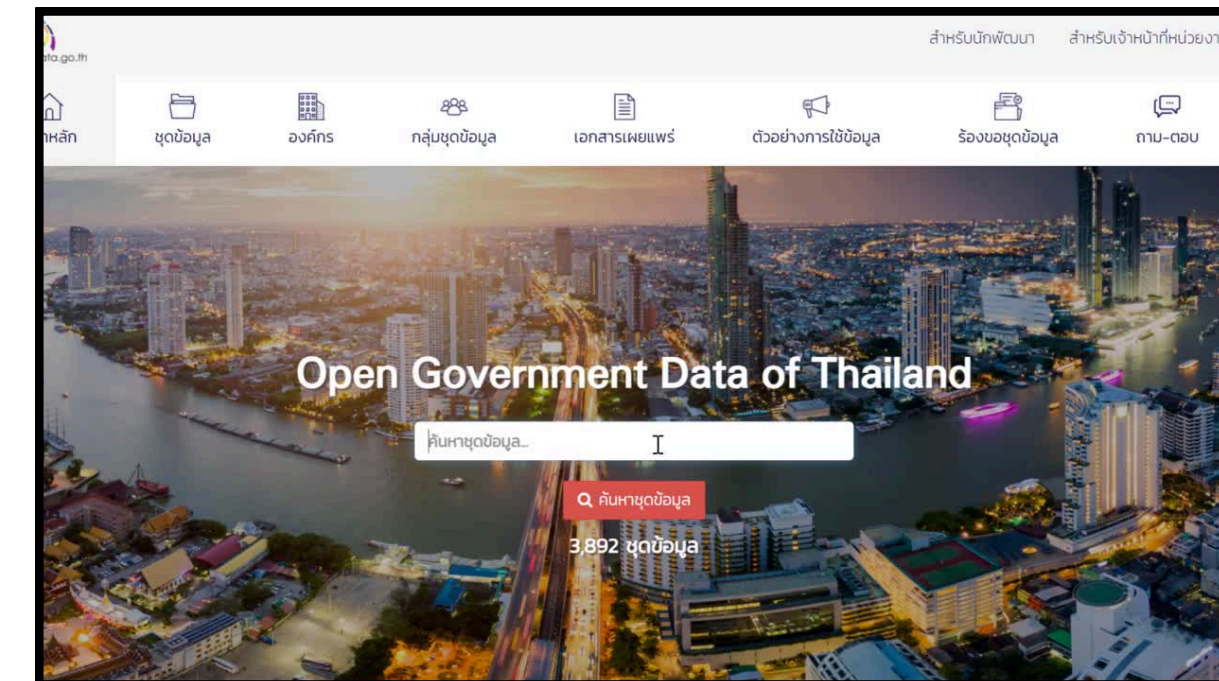 สำหรับนักพัฒนา
สำหรับเจ้าหน้าที่หน่วยงา
ata.go.th
ชุดข้อมูล
องค์กร
กลุ่มชุดข้อมูล
เอกสารเผยแพร่
ตัวอย่างการใช้ข้อมูล
ร้องขอชุดข้อมูล
ถาม-ตอบ
Open Government Data of Thailand
ค้นหาชุดข้อมูล...
ค้นหาชุดข้อมูล
3,892 ชุดข้อมูล